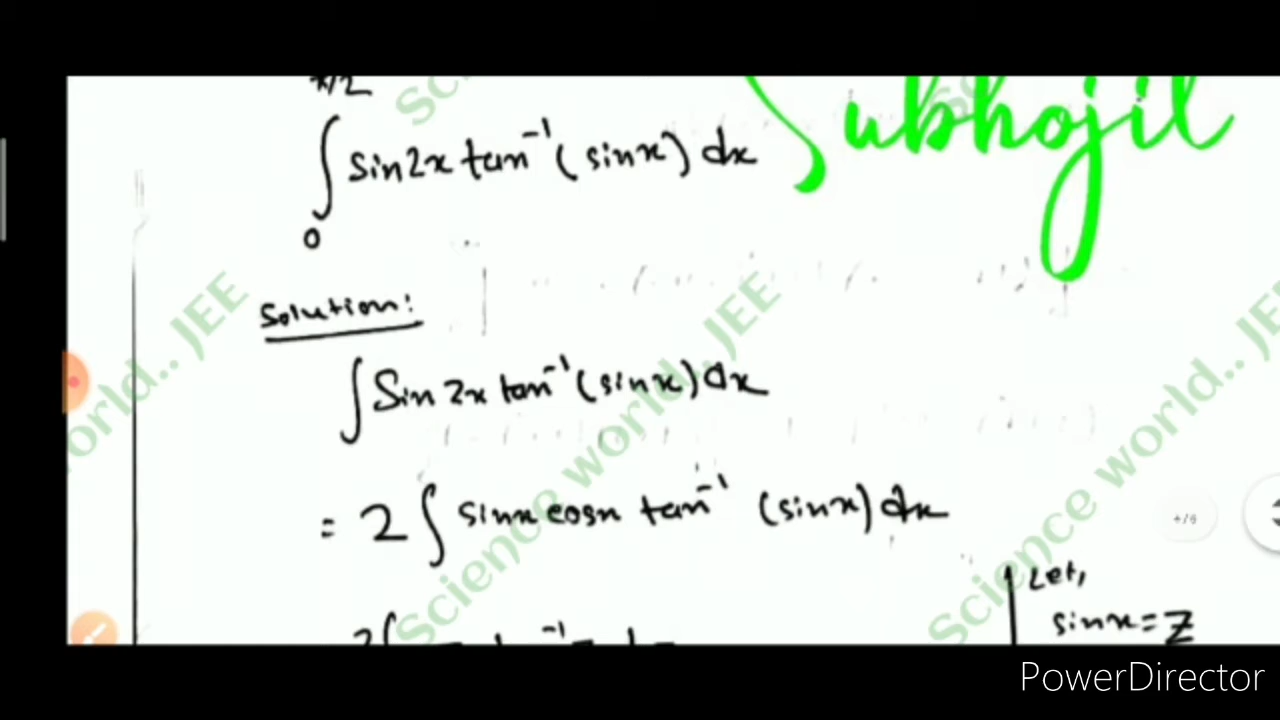 π/2
∫ sin2x tan⁻¹(sinx) dx
0
Subhojit
Solution:
∫ Sin 2x tan⁻¹(sinx) dx
= 2 ∫ sinx cosx tan⁻¹ (sinx) dx
Let,
sinx = Z
Science world.. JEE
PowerDirector